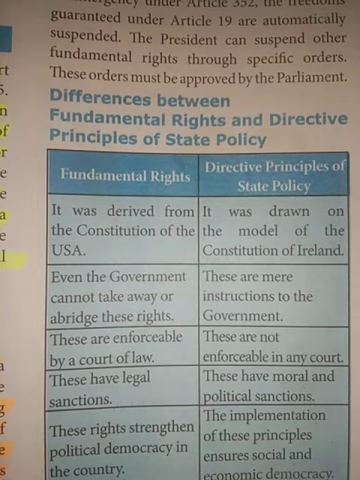 under Article 352, the freedoms
guaranteed under Article 19 are automatically
suspended. The President can suspend other
fundamental rights through specific orders.
These orders must be approved by the Parliament.
Differences between
Fundamental Rights and Directive
Principles of State Policy
Fundamental Rights
Directive Principles of
State Policy
It was derived from
the Constitution of the
USA.
It was drawn on
the model of the
Constitution of Ireland.
Even the Government
cannot take away or
abridge these rights.
These are mere
instructions to the
Government.
These are enforceable
by a court of law.
These are not
enforceable in any court.
These have legal
sanctions.
These have moral and
political sanctions.
These rights strengthen
political democracy in
the country.
The implementation
of these principles
ensures social and
economic democracy.